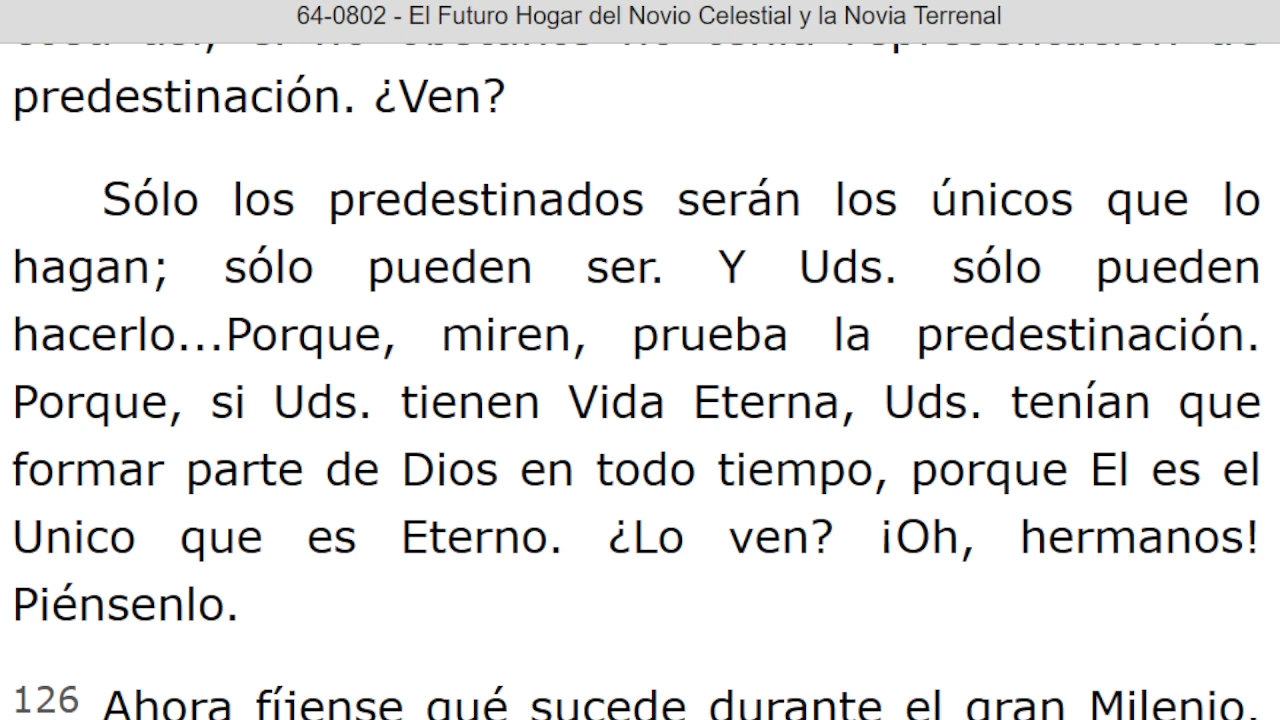 64-0802 - El Futuro Hogar del Novio Celestial y la Novia Terrenal
predestinación. ¿Ven?
Sólo los predestinados serán los únicos que lo
hagan; sólo pueden ser. Y Uds. sólo pueden
hacerlo...Porque, miren, prueba la predestinación.
Porque, si Uds. tienen Vida Eterna, Uds. tenían que
formar parte de Dios en todo tiempo, porque El es el
Unico que es Eterno. ¿Lo ven? ¡Oh, hermanos!
Piénsenlo.
126 Ahora fíjense qué sucede durante el gran Milenio.